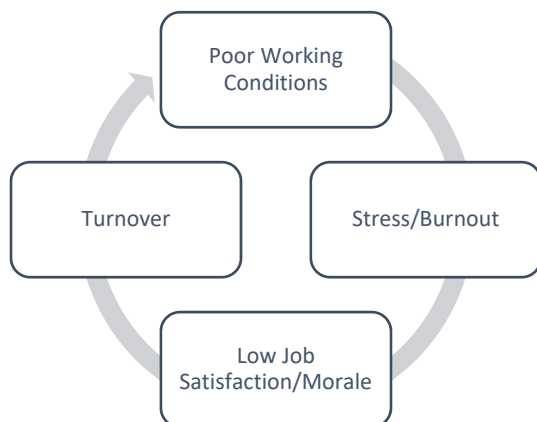 Poor Working
Conditions
Stress/Burnout
Low Job
Satisfaction/Morale
Turnover